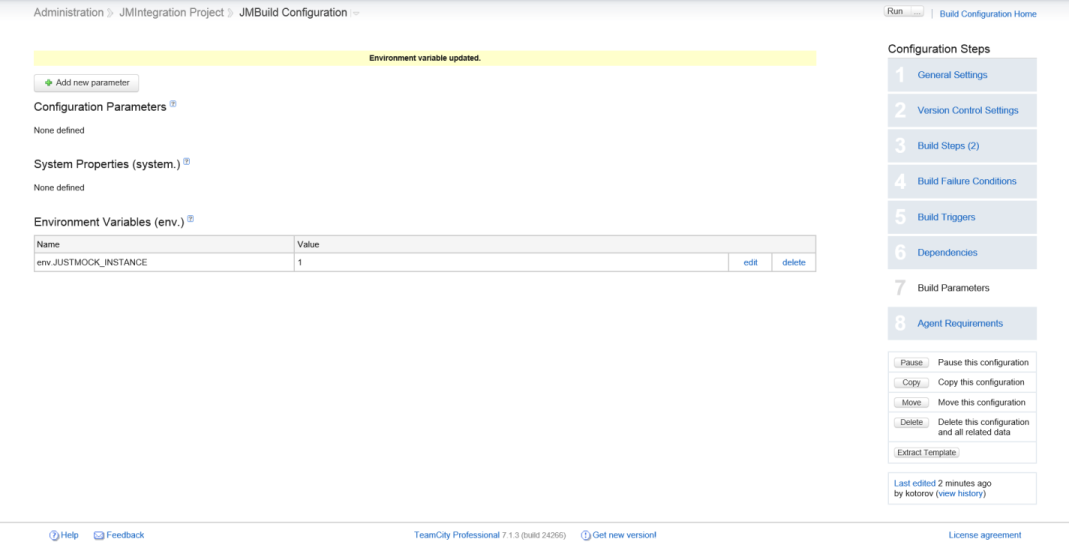 Administration JMIntegration Project JMBuild Configuration
Run ... | Build Configuration Home
Environment variable updated.
Add new parameter
Configuration Parameters ?
None defined
System Properties (system.) ?
None defined
Environment Variables (env.) ?
Name Value
env.JUSTMOCK_INSTANCE 1 edit delete
Configuration Steps
1 General Settings
2 Version Control Settings
3 Build Steps (2)
4 Build Failure Conditions
5 Build Triggers
6 Dependencies
7 Build Parameters
8 Agent Requirements
Pause Pause this configuration
Copy Copy this configuration
Move Move this configuration
Delete Delete this configuration
and all related data
Extract Template
Last edited 2 minutes ago
by kotorov (view history)
? Help Feedback TeamCity Professional 7.1.3 (build 24266) ! Get new version! License agreement